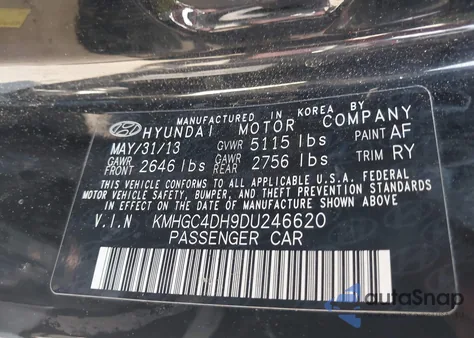 MANUFACTURED IN KOREA BY
HYUNDAI MOTOR COMPANY
MAY/31/13 GVWR 5115 lbs PAINT AF
GAWR FRONT 2646 lbs GAWR REAR 2756 lbs TRIM RY
THIS VEHICLE CONFORMS TO ALL APPLICABLE U.S.A. FEDERAL
MOTOR VEHICLE SAFETY, BUMPER, AND THEFT PREVENTION STANDARDS
IN EFFECT ON THE DATE OF MANUFACTURE SHOWN ABOVE.
V.I.N KMHGC4DH9DU246620
PASSENGER CAR
autoSnap